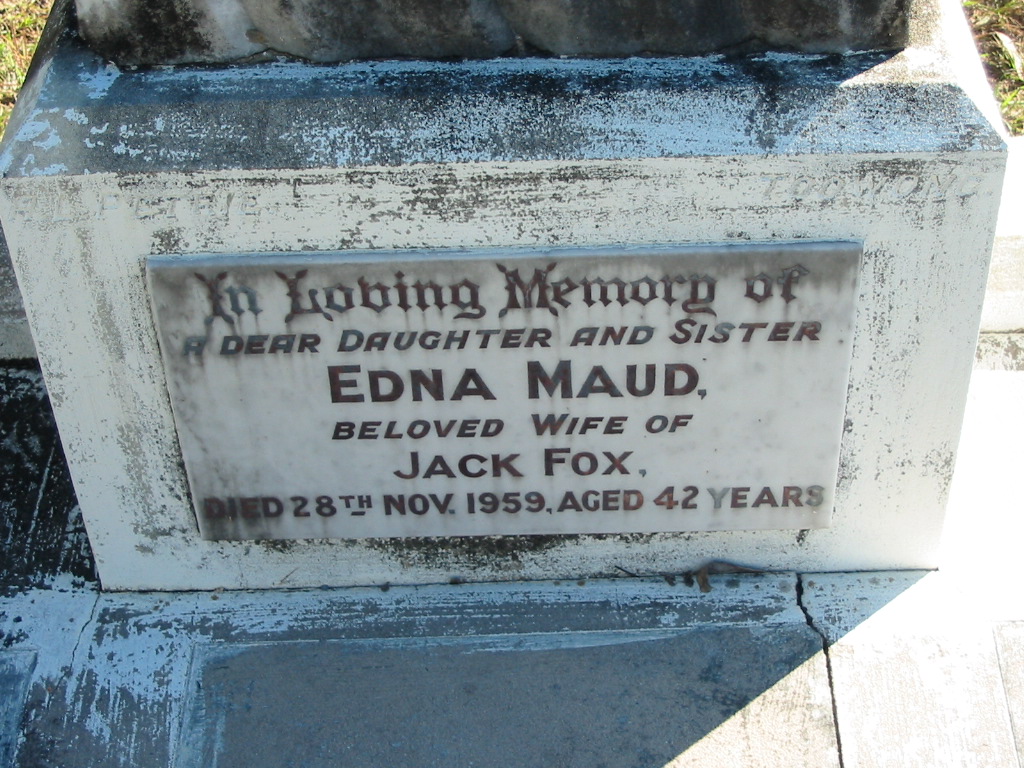 In Loving Memory of
A DEAR DAUGHTER AND SISTER
EDNA MAUD,
BELOVED WIFE OF
JACK FOX,
DIED 28TH NOV. 1959, AGED 42 YEARS